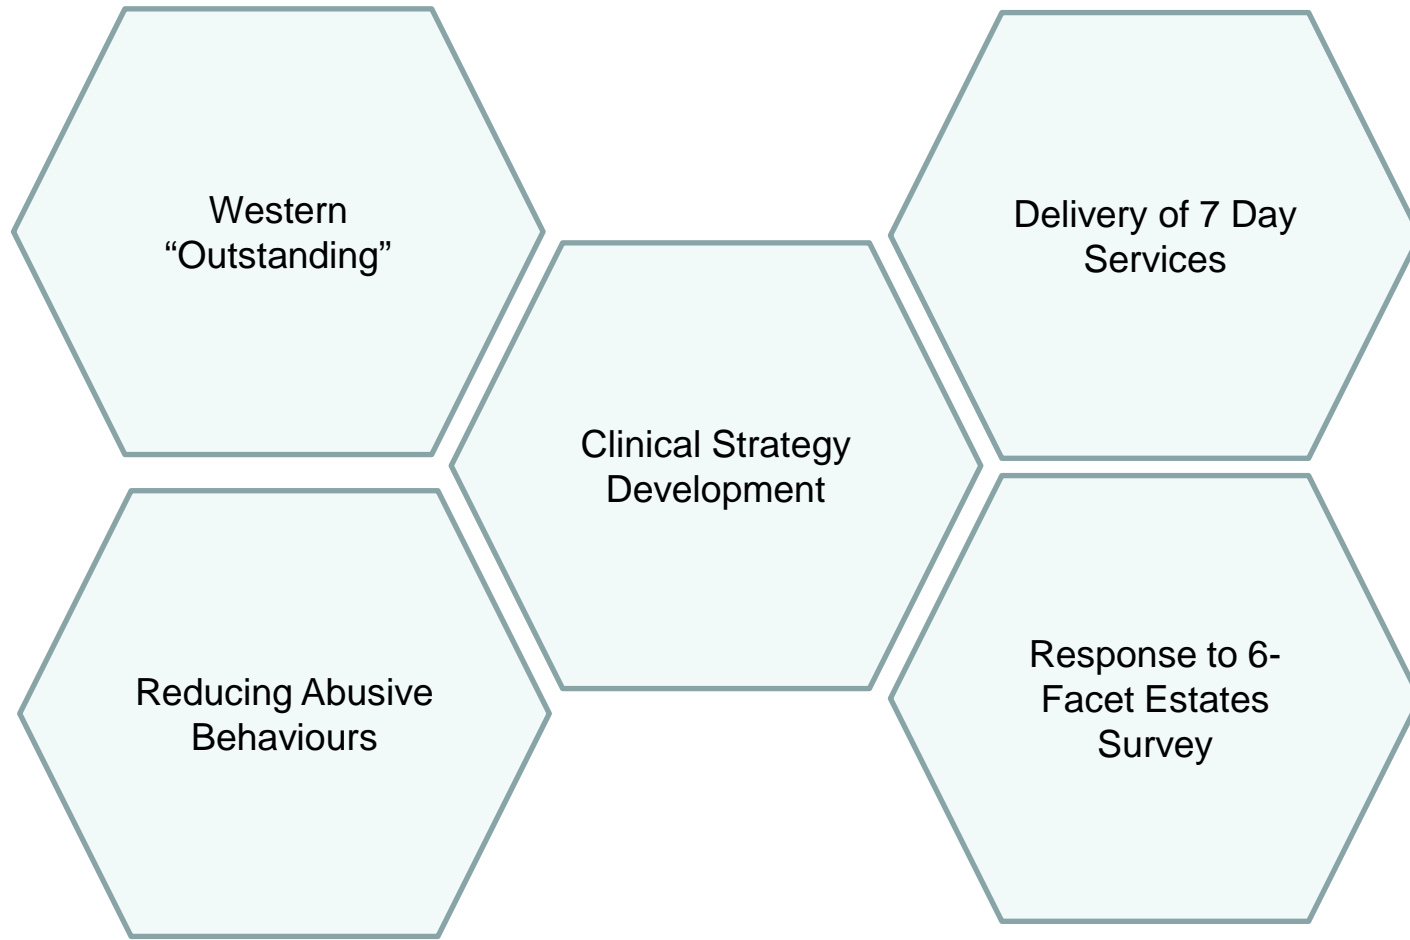 Western
“Outstanding”
Delivery of 7 Day
Services
Clinical Strategy
Development
Reducing Abusive
Behaviours
Response to 6-
Facet Estates
Survey